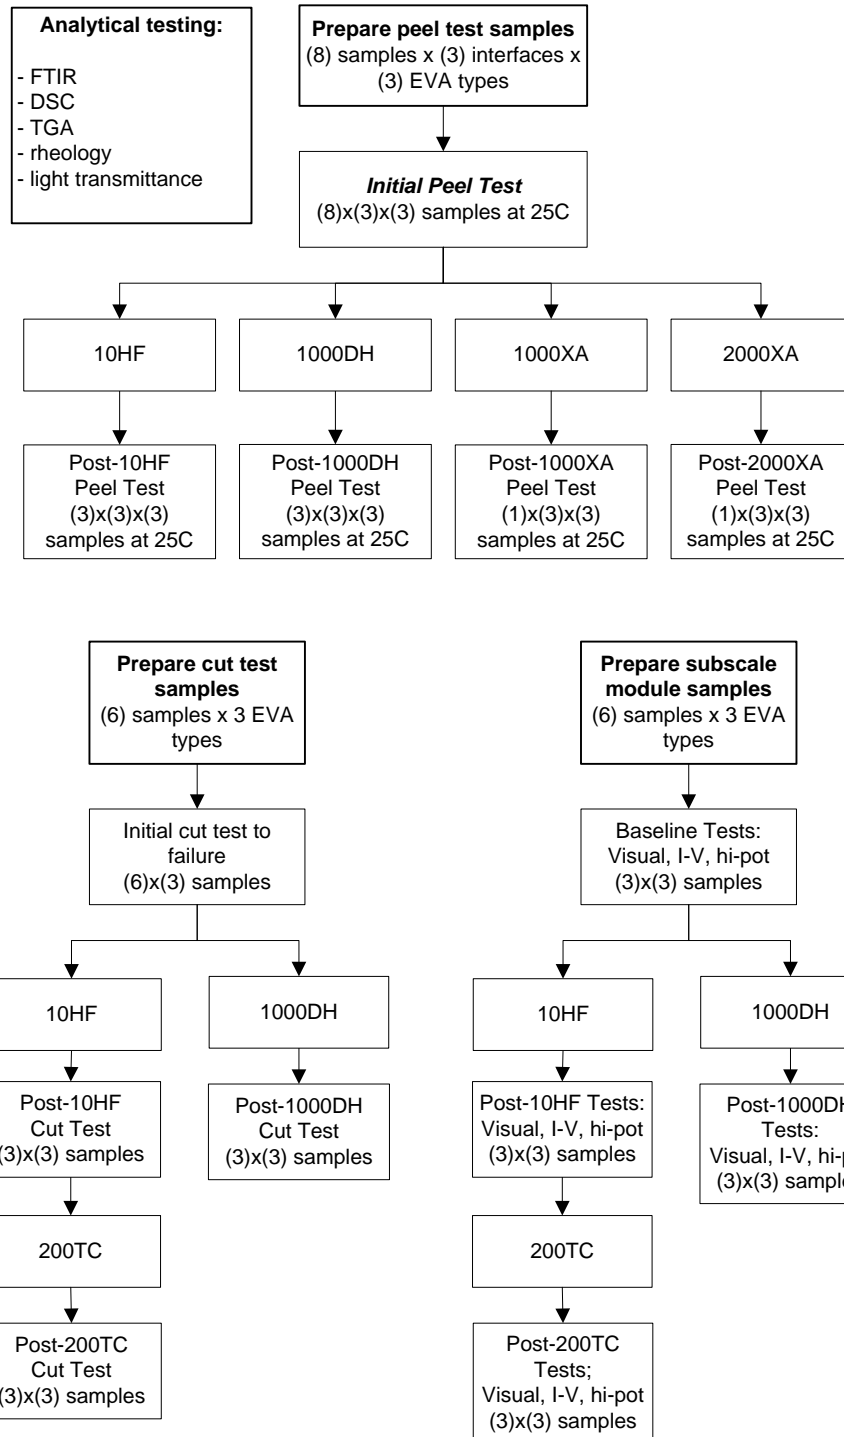 Analytical testing:
- FTIR
- DSC
- TGA
- rheology
- light transmittance
Prepare peel test samples
(8) samples x (3) interfaces x
(3) EVA types
Initial Peel Test
(8)x(3)x(3) samples at 25C
10HF
1000DH
1000XA
2000XA
Post-10HF
Peel Test
(3)x(3)x(3)
samples at 25C
Post-1000DH
Peel Test
(3)x(3)x(3)
samples at 25C
Post-1000XA
Peel Test
(1)x(3)x(3)
samples at 25C
Post-2000XA
Peel Test
(1)x(3)x(3)
samples at 25C
Prepare cut test
samples
(6) samples x 3 EVA
types
Initial cut test to
failure
(6)x(3) samples
10HF
1000DH
Post-10HF
Cut Test
(3)x(3) samples
Post-1000DH
Cut Test
(3)x(3) samples
200TC
Post-200TC
Cut Test
(3)x(3) samples
Prepare subscale
module samples
(6) samples x 3 EVA
types
Baseline Tests:
Visual, I-V, hi-pot
(3)x(3) samples
10HF
1000DH
Post-10HF Tests:
Visual, I-V, hi-pot
(3)x(3) samples
Post-1000DH
Tests:
Visual, I-V,
(3)x(3)
200TC
Post-200TC
Tests;
Visual, I-V, hi-pot
(3)x(3) samples